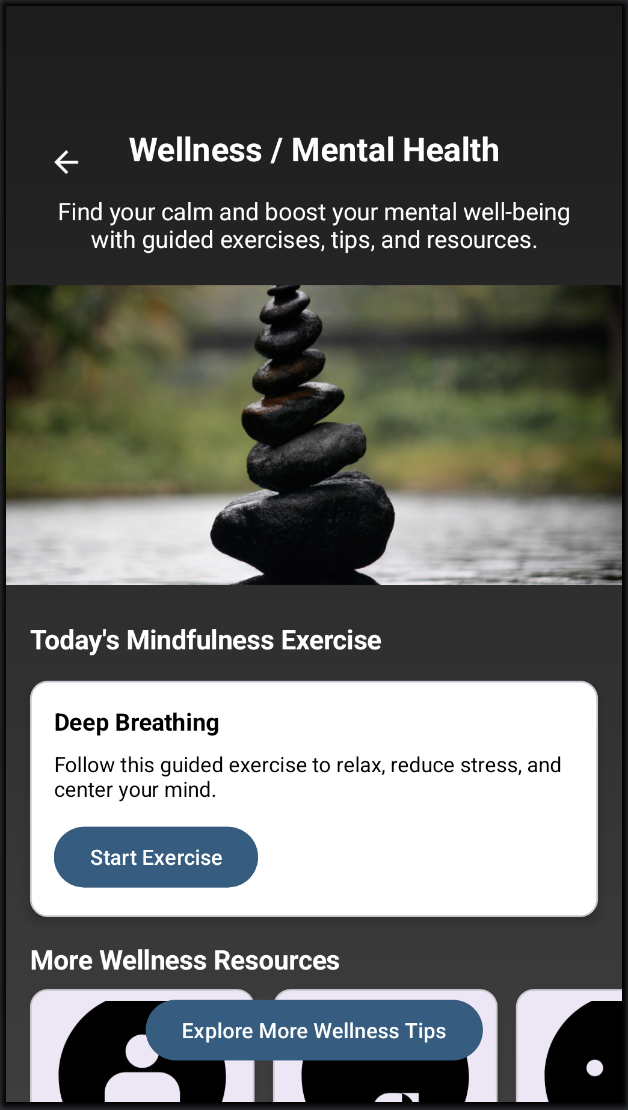 Wellness / Mental Health
Find your calm and boost your mental well-being
with guided exercises, tips, and resources.
Today's Mindfulness Exercise
Deep Breathing
Follow this guided exercise to relax, reduce stress, and
center your mind.
Start Exercise
More Wellness Resources
Explore More Wellness Tips